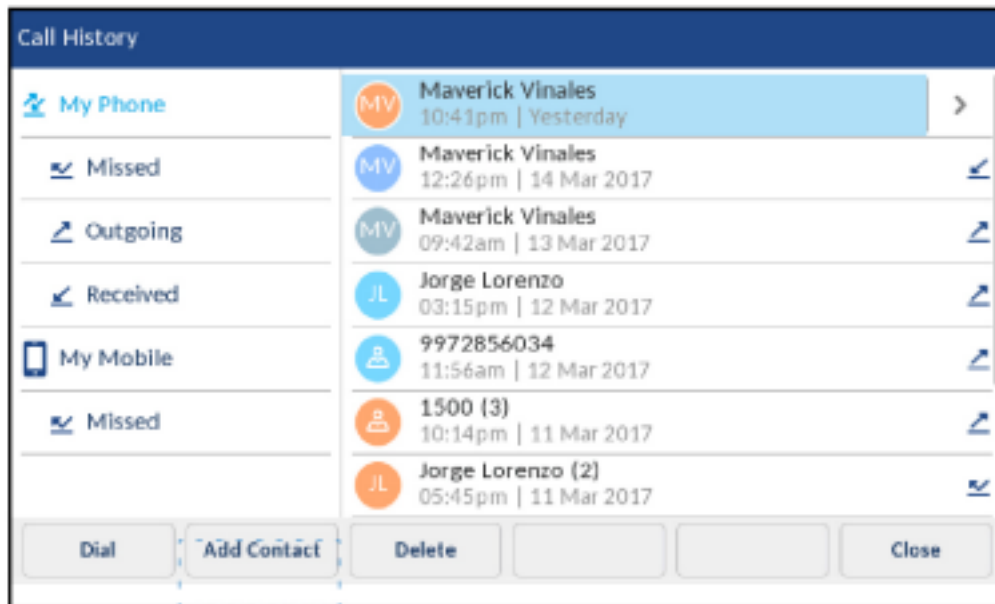 Call History
My Phone
Missed
Outgoing
Received
My Mobile
Missed
MV
Maverick Vinales
10:41pm | Yesterday
MV
Maverick Vinales
12:26pm | 14 Mar 2017
MV
Maverick Vinales
09:42am | 13 Mar 2017
JL
Jorge Lorenzo
03:15pm | 12 Mar 2017
9972856034
11:56am | 12 Mar 2017
1500 (3)
10:14pm | 11 Mar 2017
JL
Jorge Lorenzo (2)
05:45pm | 11 Mar 2017
Dial
Add Contact
Delete
Close